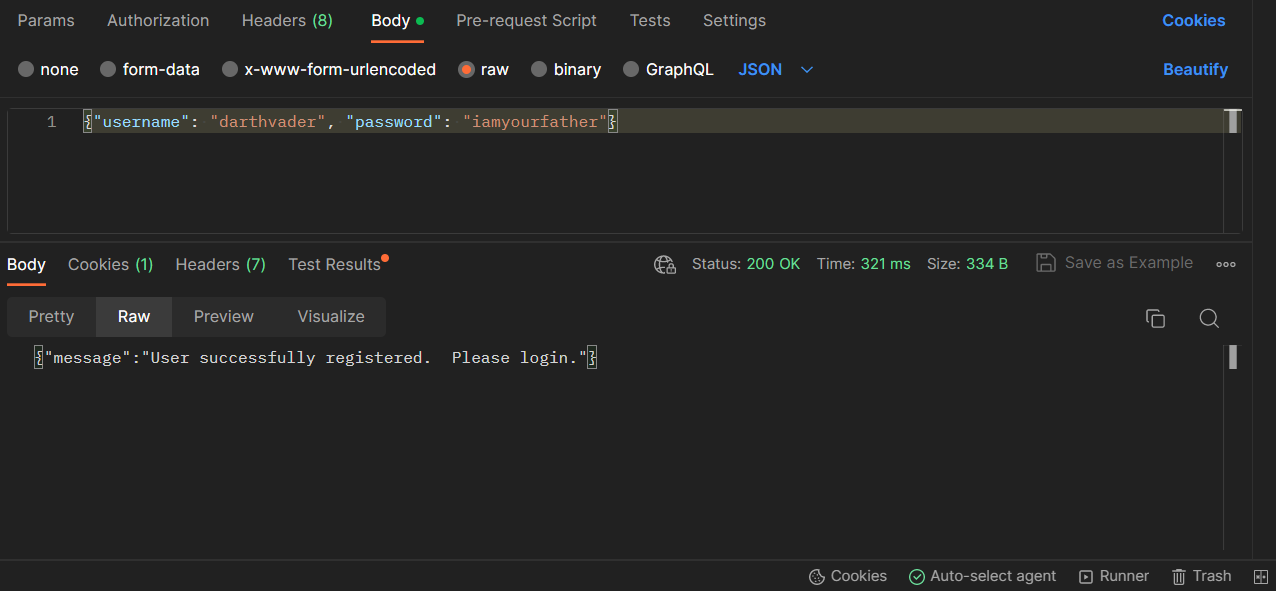 Params Authorization Headers (8) Body Pre-request Script Tests Settings Cookies
none form-data x-www-form-urlencoded raw binary GraphQL JSON Beautify
1 {"username": "darthvader", "password": "iamyourfather"}
Body Cookies (1) Headers (7) Test Results Status: 200 OK Time: 321 ms Size: 334 B Save as Example
Pretty Raw Preview Visualize
{"message":"User successfully registered.  Please login."}
Cookies Auto-select agent Runner Trash